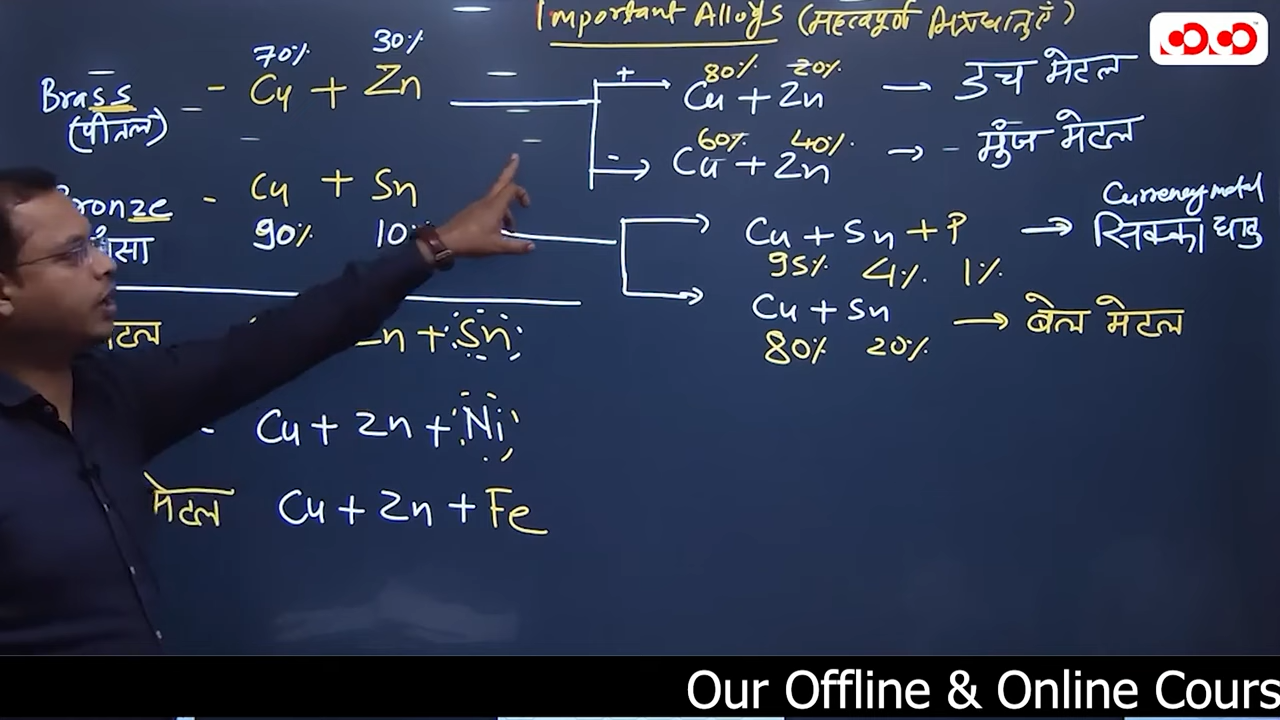 Important Alloys (महत्वपूर्ण मिश्रधातुएं)
70% 30%
Brass - Cu + Zn
(पीतल)
80% 20%
Cu + Zn → डच मेटल
60% 40%
Cu + Zn → - मुंज मेटल
+
-
Bronze - Cu + Sn
90% 10%
Currency metal
Cu + Sn + P → सिक्का धातु
95% 4% 1%
Cu + Sn → बेल मेटल
80% 20%
मेटल + Sn
- Cu + Zn + Ni
मेटल Cu + Zn + Fe
Our Offline & Online Cours